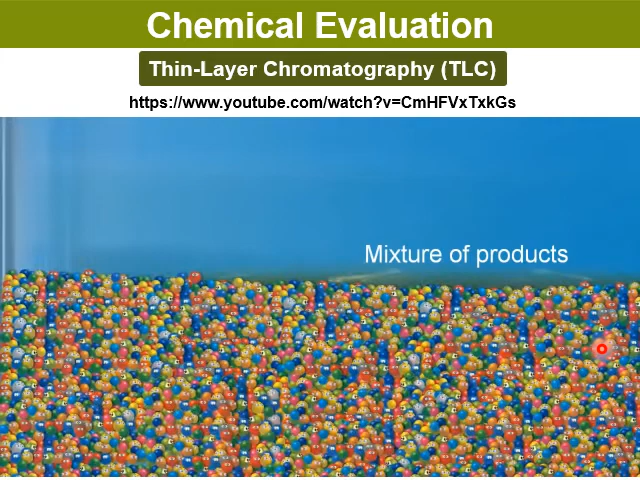 Chemical Evaluation
Thin-Layer Chromatography (TLC)
https://www.youtube.com/watch?v=CmHFVxTxkGs
Mixture of products